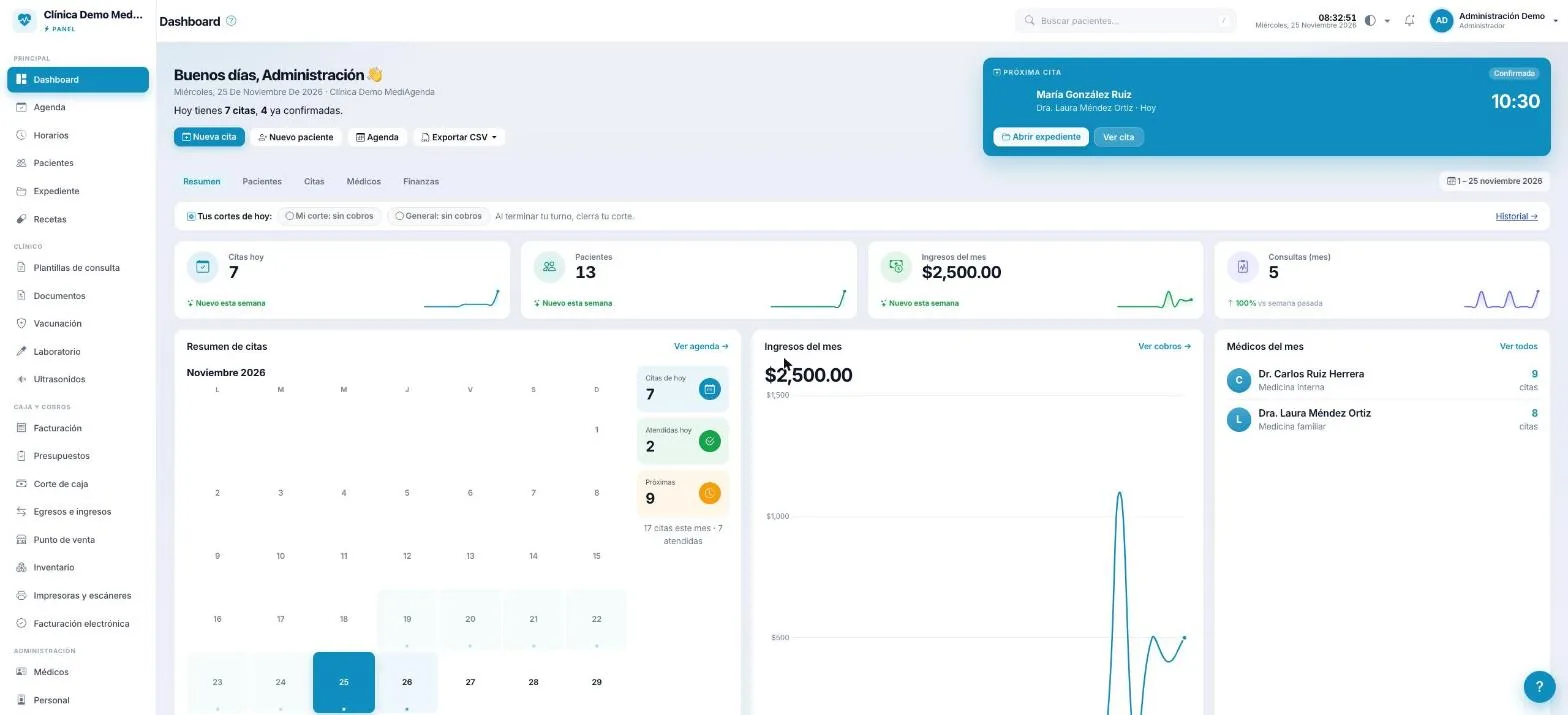 Clínica Demo Med...
PANEL
Dashboard
Buscar pacientes...
/
08:32:51
Miércoles, 25 Noviembre 2026
AD
Administración Demo
Administrador
PRINCIPAL
Dashboard
Agenda
Horarios
Pacientes
Expediente
Recetas
CLÍNICO
Plantillas de consulta
Documentos
Vacunación
Laboratorio
Ultrasonidos
CAJA Y COBROS
Facturación
Presupuestos
Corte de caja
Egresos e ingresos
Punto de venta
Inventario
Impresoras y escáneres
Facturación electrónica
ADMINISTRACIÓN
Médicos
Personal
Buenos días, Administración 👋
Miércoles, 25 De Noviembre De 2026 · Clínica Demo MediAgenda
Hoy tienes 7 citas, 4 ya confirmadas.
Nueva cita
Nuevo paciente
Agenda
Exportar CSV
PRÓXIMA CITA
Confirmada
María González Ruiz
Dra. Laura Méndez Ortiz · Hoy
10:30
Abrir expediente
Ver cita
Resumen
Pacientes
Citas
Médicos
Finanzas
1 – 25 noviembre 2026
Tus cortes de hoy:
Mi corte: sin cobros
General: sin cobros
Al terminar tu turno, cierra tu corte.
Historial →
Citas hoy
7
Nuevo esta semana
Pacientes
13
Nuevo esta semana
Ingresos del mes
$2,500.00
Nuevo esta semana
Consultas (mes)
5
↑ 100% vs semana pasada
Resumen de citas
Ver agenda →
Noviembre 2026
L M M J V S D
1
2 3 4 5 6 7 8
9 10 11 12 13 14 15
16 17 18 19 20 21 22
23 24 25 26 27 28 29
Citas de hoy
7
Atendidas hoy
2
Próximas
9
17 citas este mes · 7
atendidas
Ingresos del mes
Ver cobros →
$2,500.00
$1,500
$1,000
$500
Médicos del mes
Ver todos
C
Dr. Carlos Ruiz Herrera
Medicina interna
9
citas
L
Dra. Laura Méndez Ortiz
Medicina familiar
8
citas
?